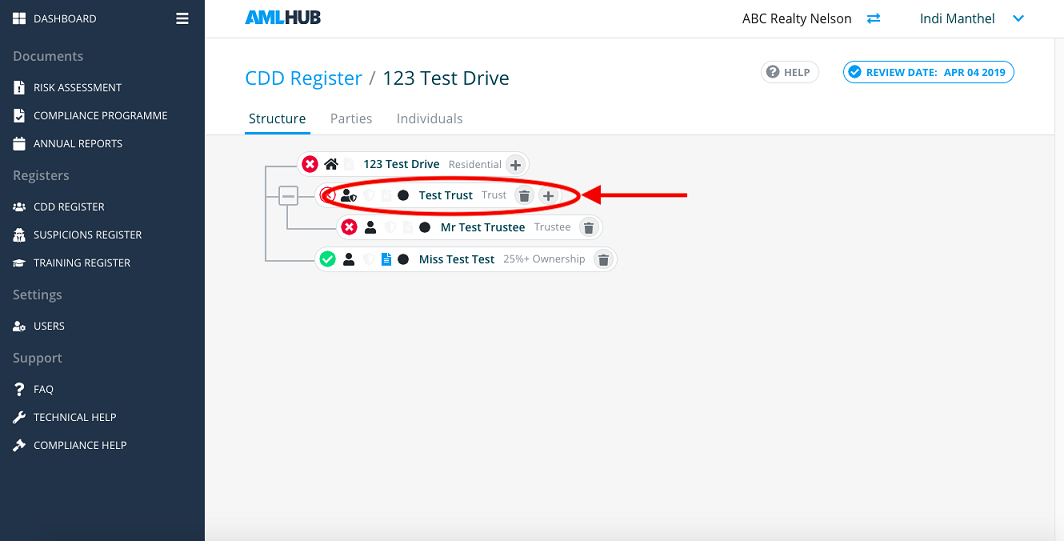 DASHBOARD
AMLHUB
ABC Realty Nelson
Indi Manthel
Documents
RISK ASSESSMENT
COMPLIANCE PROGRAMME
ANNUAL REPORTS
Registers
CDD REGISTER
SUSPICIONS REGISTER
TRAINING REGISTER
Settings
USERS
Support
FAQ
TECHNICAL HELP
COMPLIANCE HELP
CDD Register / 123 Test Drive
HELP
REVIEW DATE: APR 04 2019
Structure Parties Individuals
123 Test Drive Residential
Test Trust Trust
Mr Test Trustee Trustee
Miss Test Test 25%+ Ownership